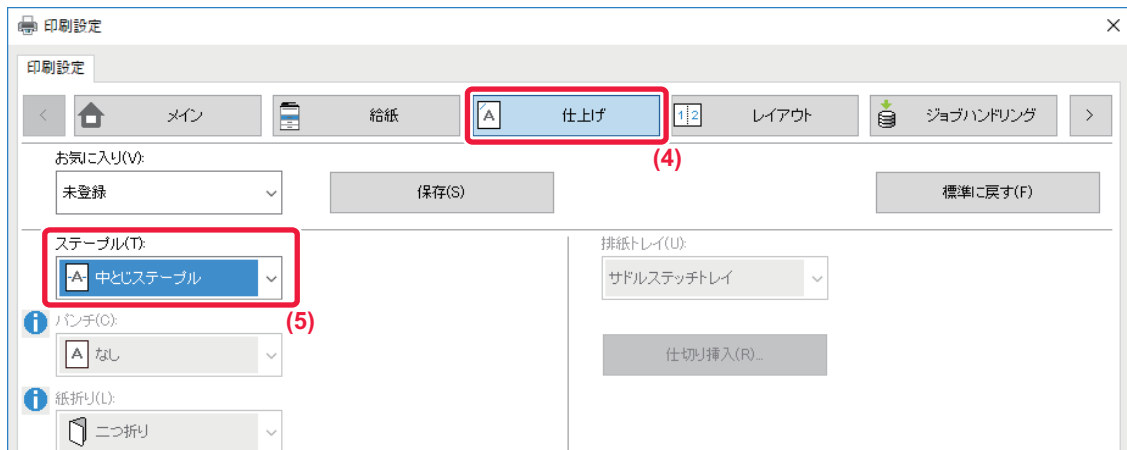 印刷設定
印刷設定
メイン 給紙 A 仕上げ 1 2 レイアウト ジョブハンドリング
(4)
お気に入り(V):
未登録 保存(S) 標準に戻す(F)
ステープル(T): 排紙トレイ(U):
-A- 中とじステープル サドルステッチトレイ
(5)
パンチ(C):
A なし 仕切り挿入(R)...
紙折り(L):
二つ折り